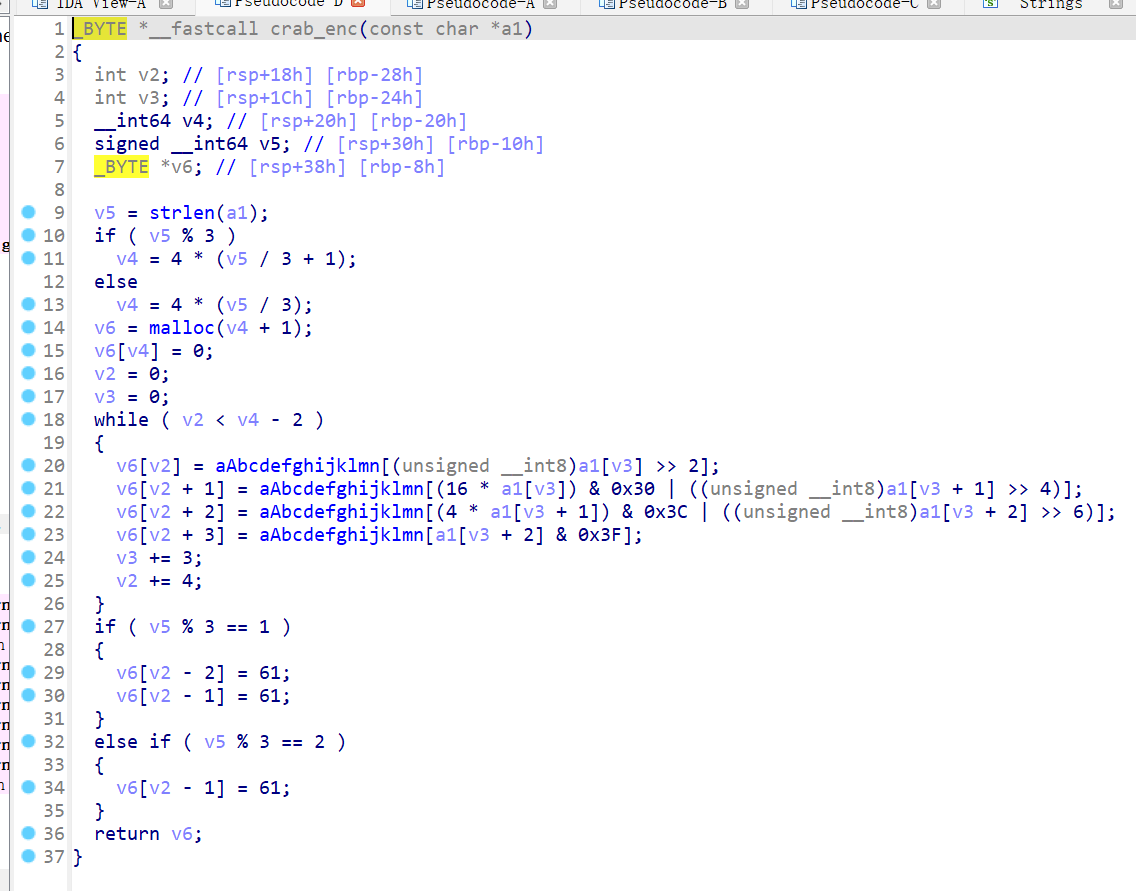 IDA View-A Pseudocode-D Pseudocode-A Pseudocode-B Pseudocode-C Strings
1 _BYTE *__fastcall crab_enc(const char *a1)
2 {
3 int v2; // [rsp+18h] [rbp-28h]
4 int v3; // [rsp+1Ch] [rbp-24h]
5 __int64 v4; // [rsp+20h] [rbp-20h]
6 signed __int64 v5; // [rsp+30h] [rbp-10h]
7 _BYTE *v6; // [rsp+38h] [rbp-8h]
8
9 v5 = strlen(a1);
10 if ( v5 % 3 )
11 v4 = 4 * (v5 / 3 + 1);
12 else
13 v4 = 4 * (v5 / 3);
14 v6 = malloc(v4 + 1);
15 v6[v4] = 0;
16 v2 = 0;
17 v3 = 0;
18 while ( v2 < v4 - 2 )
19 {
20 v6[v2] = aAbcdefghijklmn[(unsigned __int8)a1[v3] >> 2];
21 v6[v2 + 1] = aAbcdefghijklmn[(16 * a1[v3]) & 0x30 | ((unsigned __int8)a1[v3 + 1] >> 4)];
22 v6[v2 + 2] = aAbcdefghijklmn[(4 * a1[v3 + 1]) & 0x3C | ((unsigned __int8)a1[v3 + 2] >> 6)];
23 v6[v2 + 3] = aAbcdefghijklmn[a1[v3 + 2] & 0x3F];
24 v3 += 3;
25 v2 += 4;
26 }
27 if ( v5 % 3 == 1 )
28 {
29 v6[v2 - 2] = 61;
30 v6[v2 - 1] = 61;
31 }
32 else if ( v5 % 3 == 2 )
33 {
34 v6[v2 - 1] = 61;
35 }
36 return v6;
37 }